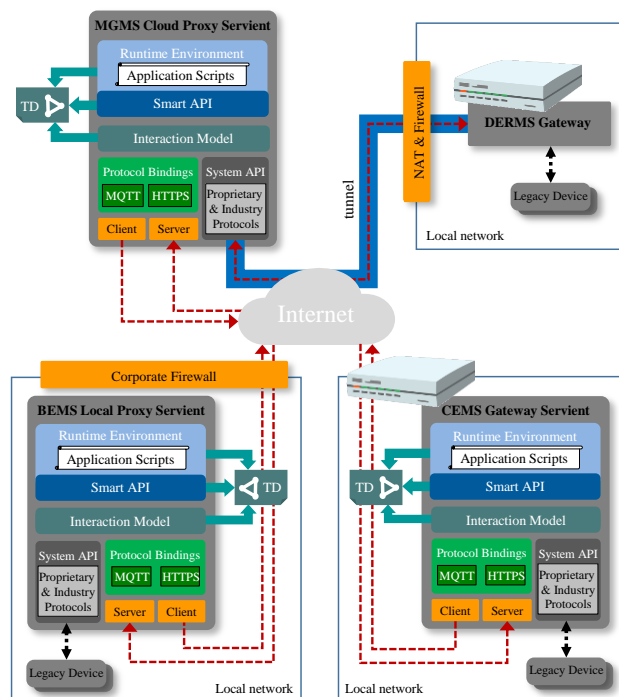 MGMS Cloud Proxy Servient
Runtime Environment
Application Scripts
TD
Smart API
Interaction Model
Protocol Bindings
MQTT
HTTPS
System API
Proprietary
& Industry
Protocols
Client
Server
NAT & Firewall
DERMS Gateway
Legacy Device
Local network
tunnel
Internet
Corporate Firewall
BEMS Local Proxy Servient
Runtime Environment
Application Scripts
Smart API
TD
Interaction Model
System API
Proprietary
& Industry
Protocols
Protocol Bindings
MQTT
HTTPS
Server
Client
Legacy Device
Local network
CEMS Gateway Servient
Runtime Environment
Application Scripts
TD
Smart API
Interaction Model
Protocol Bindings
MQTT
HTTPS
System API
Proprietary
& Industry
Protocols
Client
Server
Legacy Device
Local network